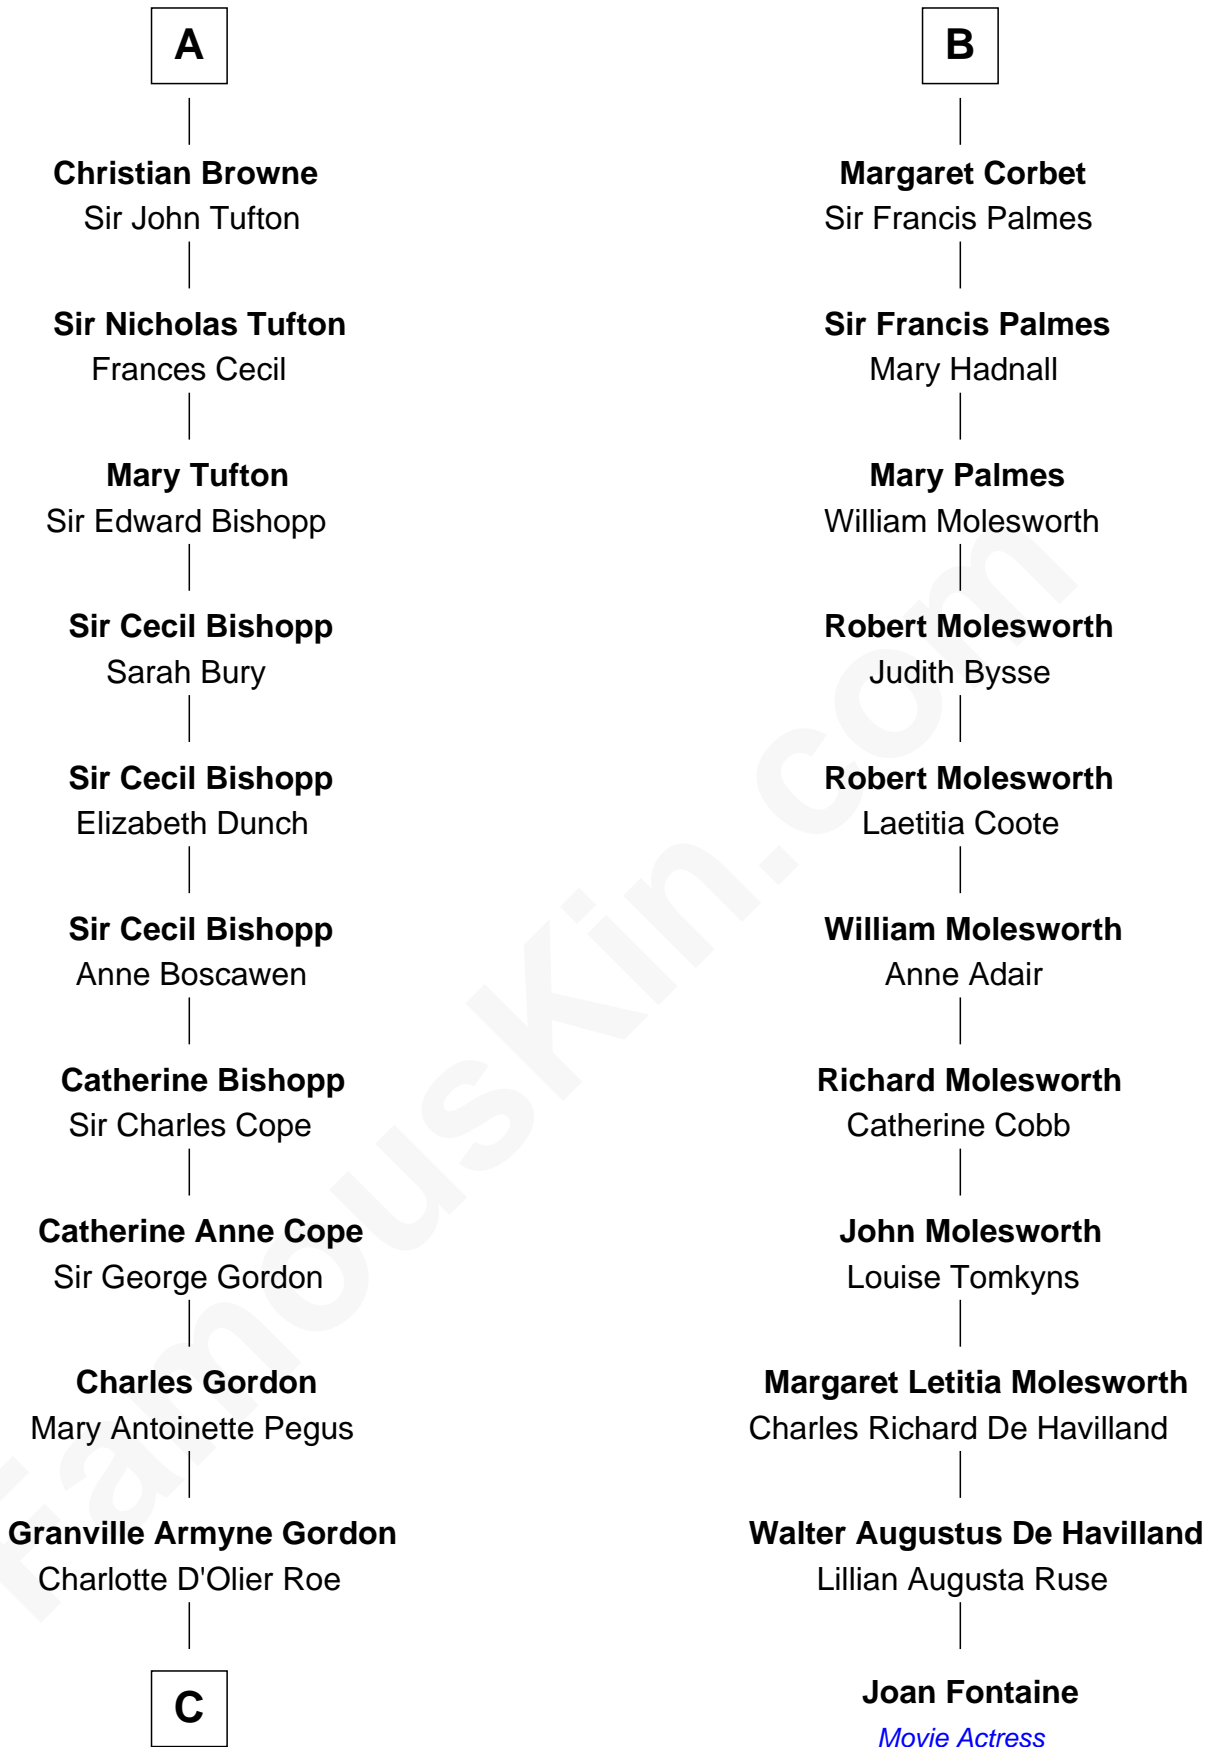 A
Christian Browne
Sir John Tufton
Sir Nicholas Tufton
Frances Cecil
Mary Tufton
Sir Edward Bishopp
Sir Cecil Bishopp
Sarah Bury
Sir Cecil Bishopp
Elizabeth Dunch
Sir Cecil Bishopp
Anne Boscawen
Catherine Bishopp
Sir Charles Cope
Catherine Anne Cope
Sir George Gordon
Charles Gordon
Mary Antoinette Pegus
Granville Armyne Gordon
Charlotte D'Olier Roe
C
B
Margaret Corbet
Sir Francis Palmes
Sir Francis Palmes
Mary Hadnall
Mary Palmes
William Molesworth
Robert Molesworth
Judith Bysse
Robert Molesworth
Laetitia Coote
William Molesworth
Anne Adair
Richard Molesworth
Catherine Cobb
John Molesworth
Louise Tomkyns
Margaret Letitia Molesworth
Charles Richard De Havilland
Walter Augustus De Havilland
Lillian Augusta Ruse
Joan Fontaine
Movie Actress
FamousKin.com